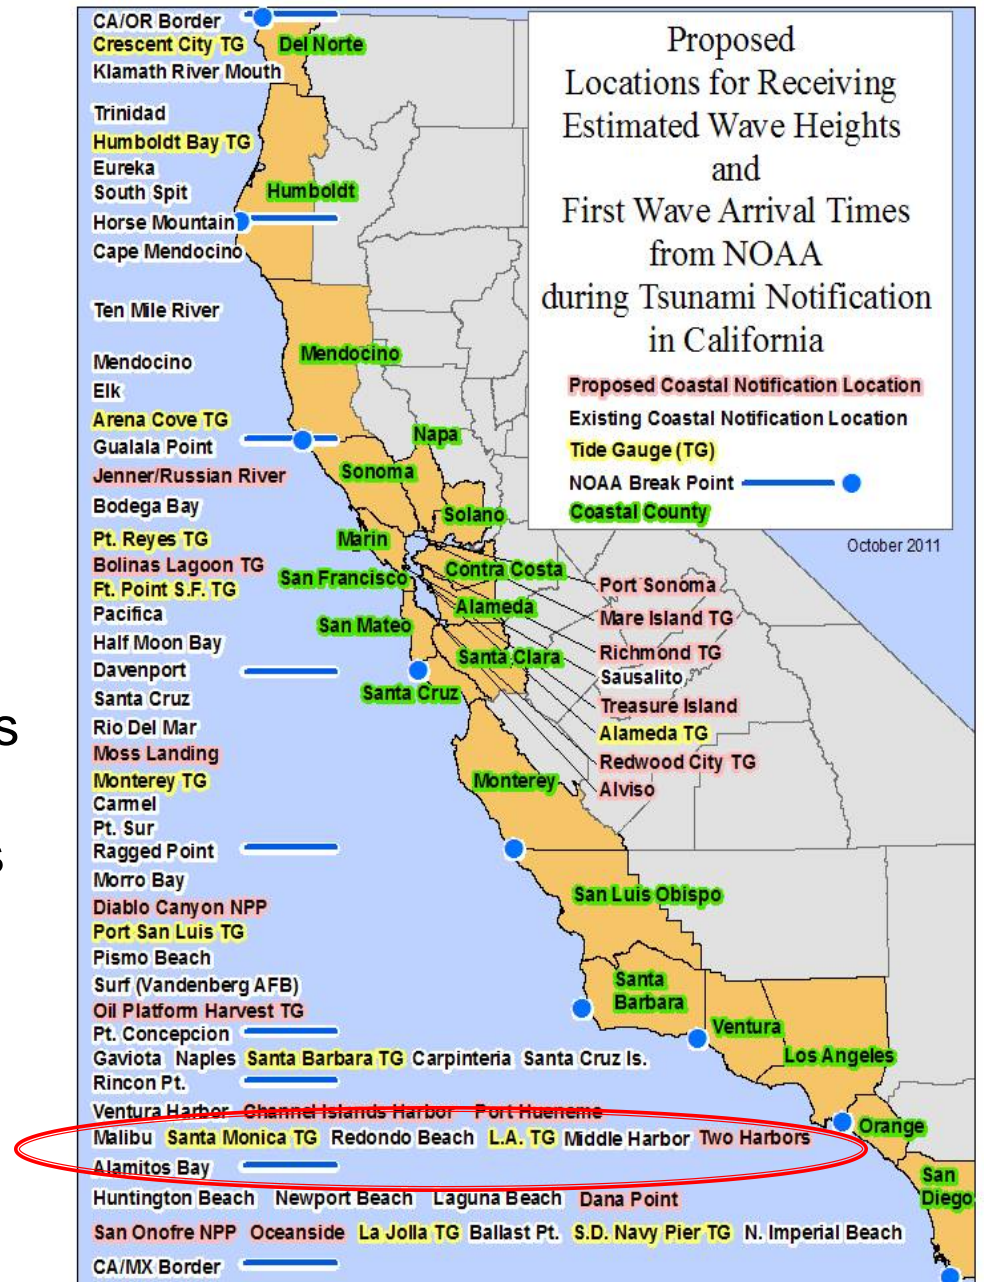 Proposed
Locations for Receiving
Estimated Wave Heights
and
First Wave Arrival Times
from NOAA
during Tsunami Notification
in California
Proposed Coastal Notification Location
Existing Coastal Notification Location
Tide Gauge (TG)
NOAA Break Point
Coastal County
October 2011
CA/OR Border
Crescent City TG
Klamath River Mouth
Trinidad
Humboldt Bay TG
Eureka
South Spit
Horse Mountain
Cape Mendocino
Ten Mile River
Mendocino
Elk
Arena Cove TG
Gualala Point
Jenner/Russian River
Bodega Bay
Pt. Reyes TG
Bolinas Lagoon TG
Ft. Point S.F. TG
Pacifica
Half Moon Bay
Davenport
Santa Cruz
Rio Del Mar
Moss Landing
Monterey TG
Carmel
Pt. Sur
Ragged Point
Morro Bay
Diablo Canyon NPP
Port San Luis TG
Pismo Beach
Surf (Vandenberg AFB)
Oil Platform Harvest TG
Pt. Concepcion
Gaviota Naples Santa Barbara TG Carpinteria Santa Cruz Is.
Rincon Pt.
Ventura Harbor Channel Islands Harbor Port Hueneme
Malibu Santa Monica TG Redondo Beach L.A. TG Middle Harbor Two Harbors
Alamitos Bay
Huntington Beach Newport Beach Laguna Beach Dana Point
San Onofre NPP Oceanside La Jolla TG Ballast Pt. S.D. Navy Pier TG N. Imperial Beach
CA/MX Border
Del Norte
Humboldt
Mendocino
Napa
Sonoma
Solano
Marin
Contra Costa
San Francisco
Alameda
San Mateo
Santa Clara
Santa Cruz
Monterey
San Luis Obispo
Santa
Barbara
Ventura
Los Angeles
Orange
San
Diego
Port Sonoma
Mare Island TG
Richmond TG
Sausalito
Treasure Island
Alameda TG
Redwood City TG
Alviso
s
s